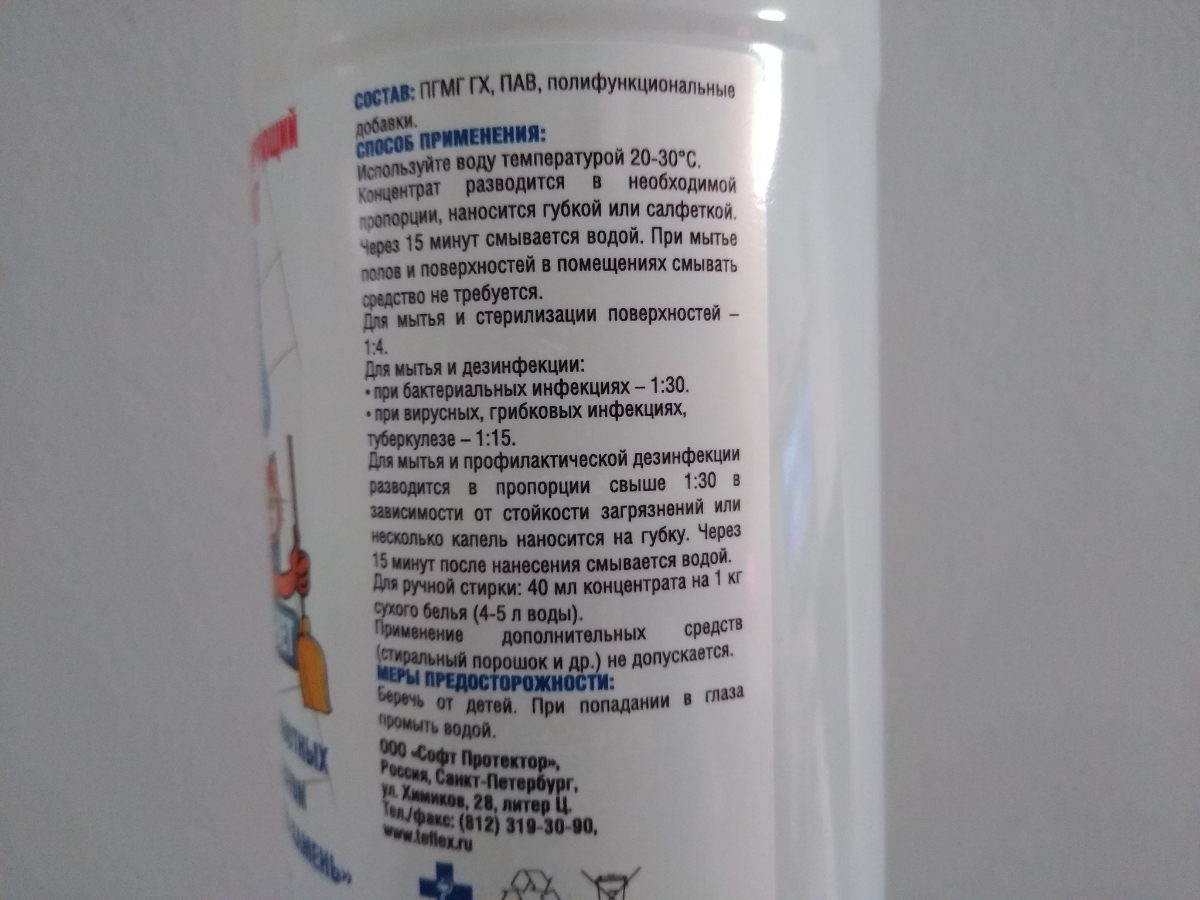 СОСТАВ: ПГМГ ГХ, ПАВ, полифункциональные
добавки.
СПОСОБ ПРИМЕНЕНИЯ:
Используйте воду температурой 20-30°С.
Концентрат разводится в необходимой
пропорции, наносится губкой или салфеткой.
Через 15 минут смывается водой. При мытье
полов и поверхностей в помещениях смывать
средство не требуется.
Для мытья и стерилизации поверхностей –
1:4.
Для мытья и дезинфекции:
• при бактериальных инфекциях – 1:30.
• при вирусных, грибковых инфекциях,
туберкулезе – 1:15.
Для мытья и профилактической дезинфекции
разводится в пропорции свыше 1:30 в
зависимости от стойкости загрязнений или
несколько капель наносится на губку. Через
15 минут после нанесения смывается водой.
Для ручной стирки: 40 мл концентрата на 1 кг
сухого белья (4-5 л воды).
Применение дополнительных средств
(стиральный порошок и др.) не допускается.
МЕРЫ ПРЕДОСТОРОЖНОСТИ:
Беречь от детей. При попадании в глаза
промыть водой.
ООО «Софт Протектор»,
Россия, Санкт-Петербург,
ул. Химиков, 28, литер Ц.
Тел./факс: (812) 319-30-90,
www.teflex.ru